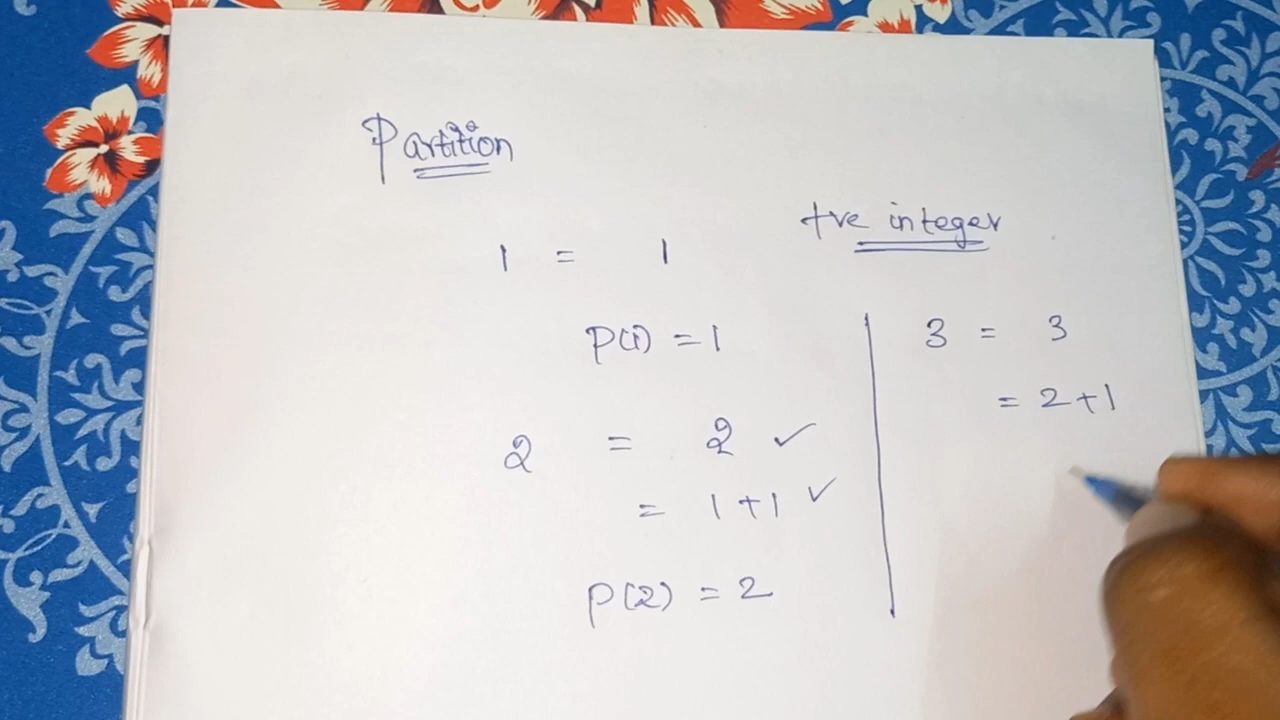 Partition
+ve integer
1 = 1
P(1) = 1
2 = 2 ✓
= 1+1 ✓
P(2) = 2
3 = 3
= 2+1